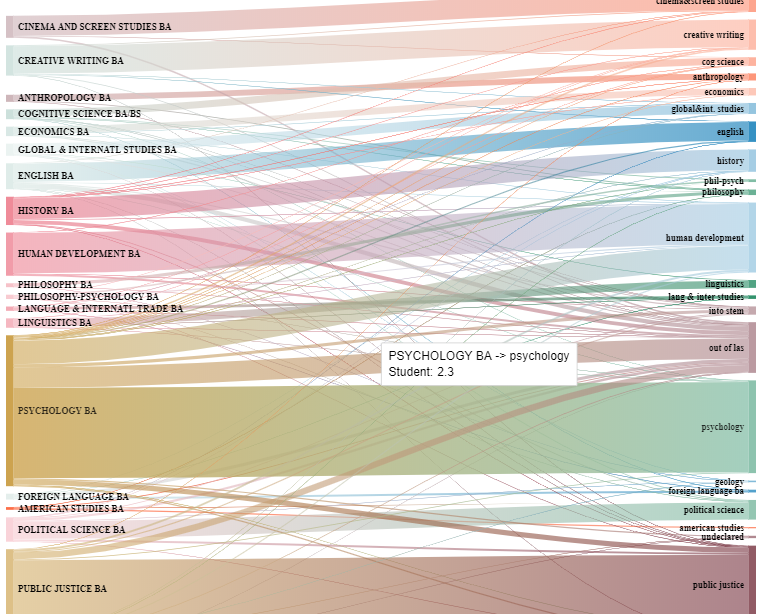 cinema&screen studies
CINEMA AND SCREEN STUDIES BA
creative writing
CREATIVE WRITING BA
cog science
anthropology
economics
ANTHROPOLOGY BA
global&int. studies
COGNITIVE SCIENCE BA/BS
ECONOMICS BA
english
GLOBAL & INTERNATL STUDIES BA
history
ENGLISH BA
phil-psych
philosophy
HISTORY BA
human development
HUMAN DEVELOPMENT BA
PHILOSOPHY BA
linguistics
PHILOSOPHY-PSYCHOLOGY BA
lang & inter studies
LANGUAGE & INTERNATL TRADE BA
into stem
LINGUISTICS BA
out of las
PSYCHOLOGY BA -> psychology
Student: 2.3
PSYCHOLOGY BA
psychology
geology
foreign language ba
FOREIGN LANGUAGE BA
AMERICAN STUDIES BA
political science
POLITICAL SCIENCE BA
american studies
undeclared
public justice
PUBLIC JUSTICE BA